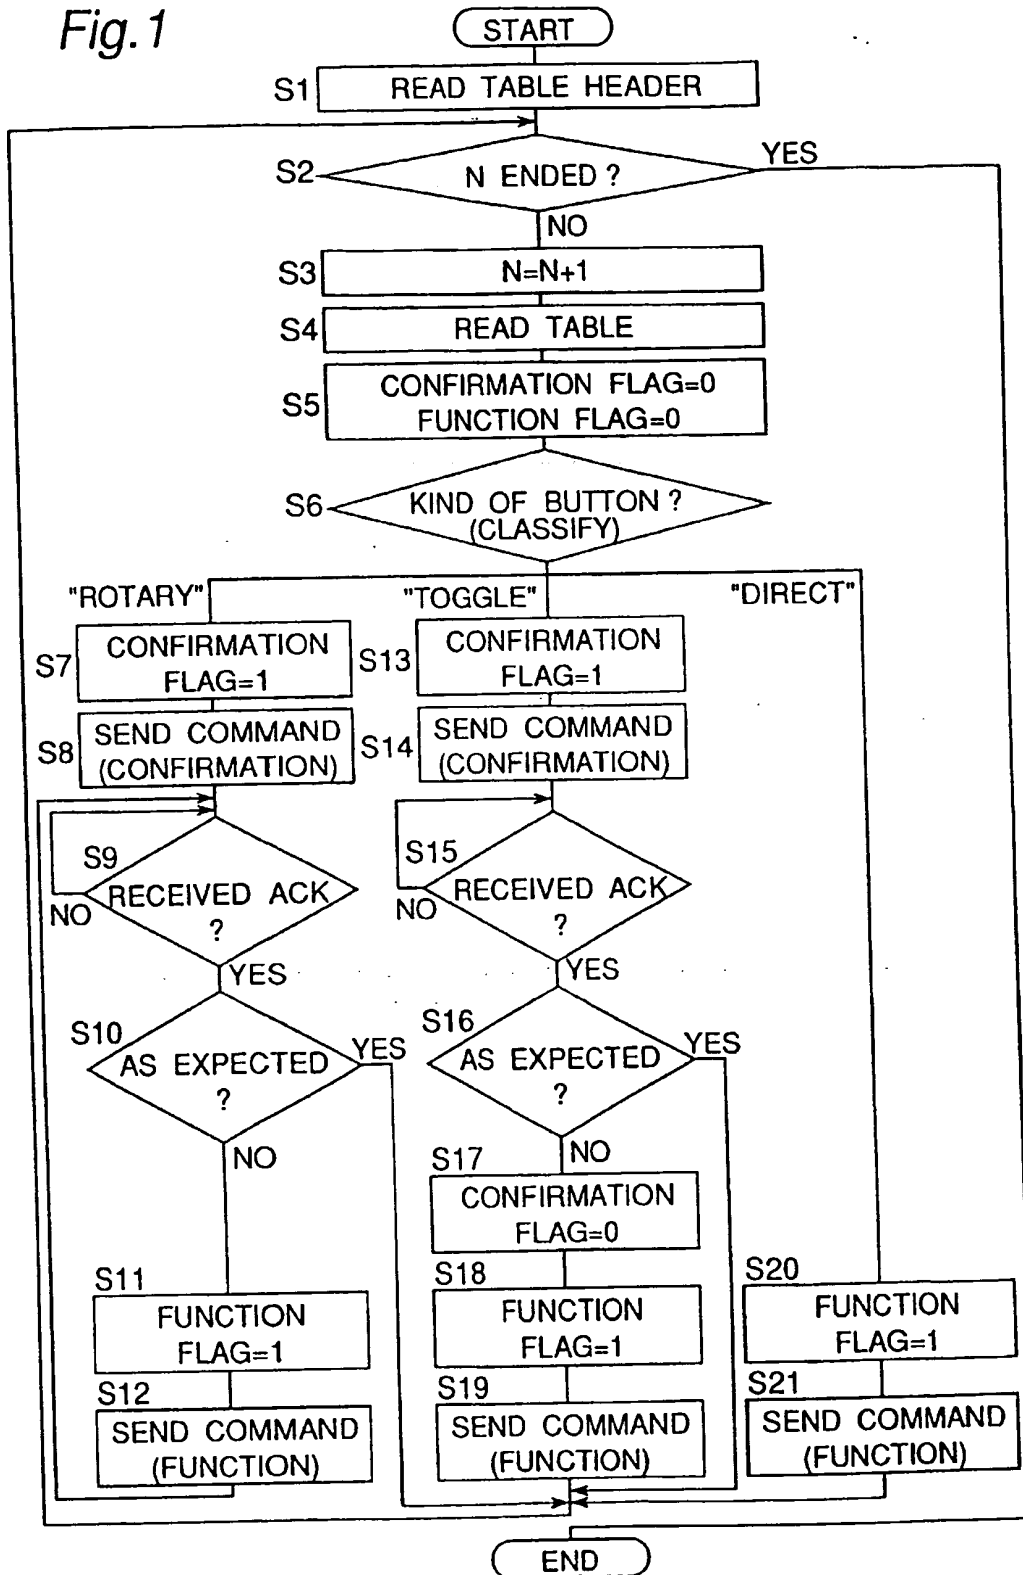 Fig.1
START
S1 READ TABLE HEADER
S2 N ENDED ? YES
NO
S3 N=N+1
S4 READ TABLE
S5 CONFIRMATION FLAG=0
FUNCTION FLAG=0
S6 KIND OF BUTTON ?
(CLASSIFY)
"ROTARY" "TOGGLE" "DIRECT"
S7 CONFIRMATION
FLAG=1
S13 CONFIRMATION
FLAG=1
S8 SEND COMMAND
(CONFIRMATION)
S14 SEND COMMAND
(CONFIRMATION)
S9 RECEIVED ACK
?
NO
YES
S15 RECEIVED ACK
?
NO
YES
S10 AS EXPECTED
?
YES
NO
S16 AS EXPECTED
?
YES
NO
S17 CONFIRMATION
FLAG=0
S11 FUNCTION
FLAG=1
S18 FUNCTION
FLAG=1
S20 FUNCTION
FLAG=1
S12 SEND COMMAND
(FUNCTION)
S19 SEND COMMAND
(FUNCTION)
S21 SEND COMMAND
(FUNCTION)
END